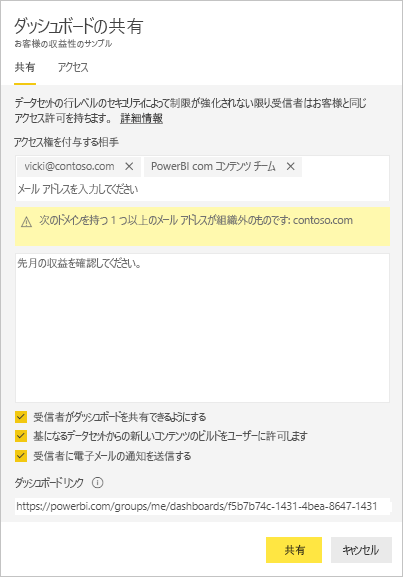 ダッシュボードの共有
お客様の収益性のサンプル
共有 アクセス
データセットの行レベルのセキュリティによって制限が強化されない限り受信者はお客様と同じ
アクセス許可を持ちます。 詳細情報
アクセス権を付与する相手
vicki@contoso.com × PowerBI com コンテンツ チーム ×
メール アドレスを入力してください
次のドメインを持つ 1 つ以上のメール アドレスが組織外のものです: contoso.com
先月の収益を確認してください。
受信者がダッシュボードを共有できるようにする
基になるデータセットからの新しいコンテンツのビルドをユーザーに許可します
受信者に電子メールの通知を送信する
ダッシュボードリンク
https://powerbi.com/groups/me/dashboards/f5b7b74c-1431-4bea-8647-1431
共有 キャンセル